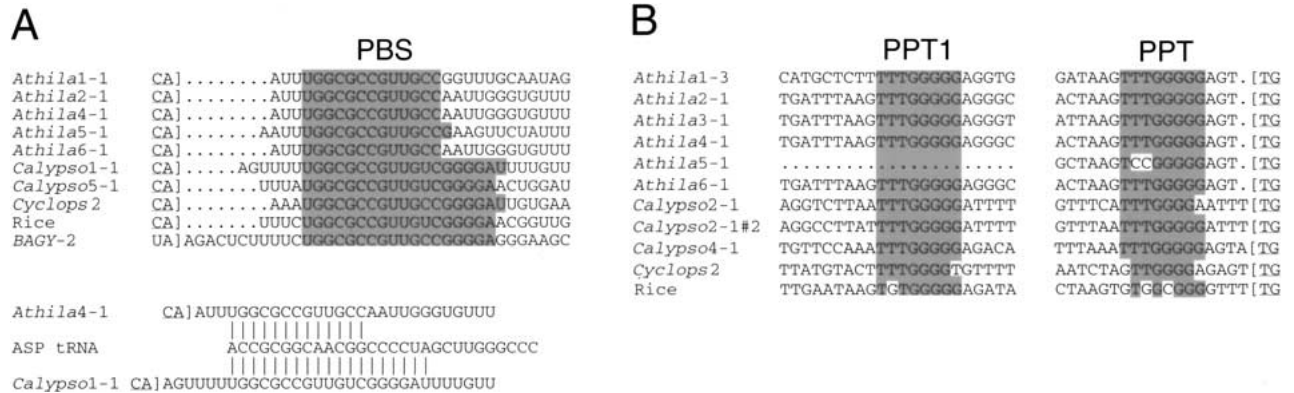 A
PBS
Athila1-1 CA]........AUUUGGCGCCGUUGCCGGUUUGCAAUAG
Athila2-1 CA]........AUUUGGCGCCGUUGCCAAUUGGGUGUUU
Athila4-1 CA]........AUUUGGCGCCGUUGCCAAUUGGGUGUUU
Athila5-1 CA].......AAUUUGGCGCCGUUGCCGAAGUUCUAUUU
Athila6-1 CA]........AUUUGGCGCCGUUGCCAAUUGGGUGUUU
Calypso1-1 CA].....AGUUUUUGGCGCCGUUGUCGGGGAUUUUGUU
Calypso5-1 CA].......UUUAUGGCGCCGUUGUCGGGGAACUGGAU
Cyclops2 CA]........AAAUGGCGCCGUUGCCGGGGAUUGUGAA
Rice CA].......UUUCUGGCGCCGUUGUCGGGGAACGGUUG
BAGY-2 UA]AGACUCUUUUCUGGCGCCGUUGCCGGGGAGGGAAGC
Athila4-1 CA]AUUUGGCGCCGUUGCCAAUUGGGUGUUU
ASP tRNA ACCGCGGCAACGGCCCCUAGCUUGGGCCC
Calypso1-1 CA]AGUUUUUGGCGCCGUUGUCGGGGAUUUUGUU
B
PPT1 PPT
Athila1-3 CATGCTCTTTTTGGGGGAGGTG GATAAGTTTGGGGGAGT.[TG
Athila2-1 TGATTTAAGTTTGGGGGAGGGC ACTAAGTTTGGGGGAGT.[TG
Athila3-1 TGATTTAAGTTTGGGGGAGGGT ATTAAGTTTGGGGGAGT.[TG
Athila4-1 TGATTTAAGTTTGGGGGAGGGC ACTAAGTTTGGGGGAGT.[TG
Athila5-1 ...................... GCTAAGTCCGGGGGAGT.[TG
Athila6-1 TGATTTAAGTTTGGGGGAGGGC ACTAAGTTTGGGGGAGT.[TG
Calypso2-1 AGGTCTTAATTTGGGGGATTTT GTTTCATTTGGGGAATTT[TG
Calypso2-1#2 AGGCCTTATTTTGGGGGATTTT GTTTAATTTGGGGGATTT[TG
Calypso4-1 TGTTCCAAATTTGGGGGAGACA TTTAAATTTGGGGGAGTA[TG
Cyclops2 TTATGTACTTTTGGGGTGTTTT AATCTAGTTGGGGAGAGT[TG
Rice TTGAATAAGTGTGGGGGAGATA CTAAGTGTGGCGGGGTTT[TG